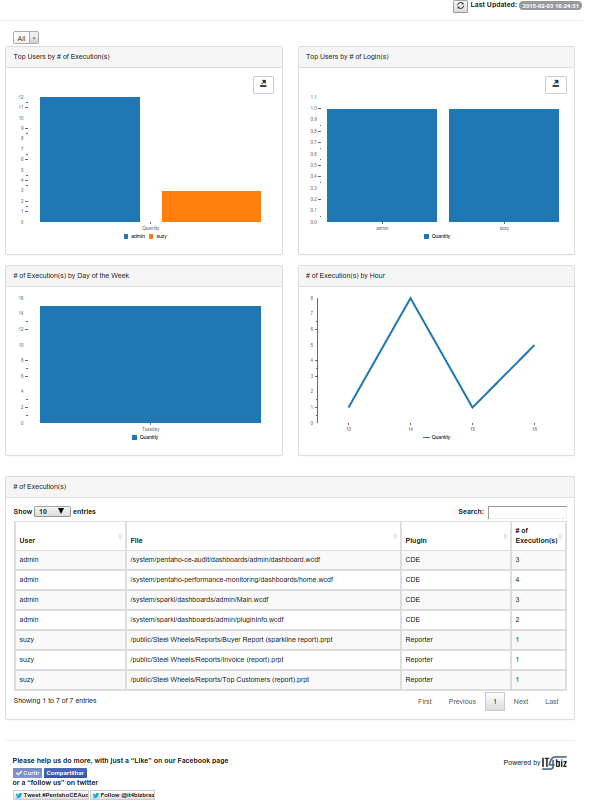 Last Updated: 2015-02-03 16:24:51
All
Top Users by # of Execution(s)
12
11
10
9
8
7
6
5
4
3
2
1
0
Quantity
admin suzy
Top Users by # of Login(s)
1.1
1.0
0.9
0.8
0.7
0.6
0.5
0.4
0.3
0.2
0.1
0.0
admin suzy
Quantity
# of Execution(s) by Day of the Week
16
14
12
10
8
6
4
2
0
Tuesday
Quantity
# of Execution(s) by Hour
8
7
6
5
4
3
2
1
0
13 14 15 16
Quantity
# of Execution(s)
Show 10 entries
Search:
User File Plugin # of Execution(s)
admin /system/pentaho-ce-audit/dashboards/admin/dashboard.wcdf CDE 3
admin /system/pentaho-performance-monitoring/dashboards/home.wcdf CDE 4
admin /system/sparkl/dashboards/admin/Main.wcdf CDE 3
admin /system/sparkl/dashboards/admin/pluginInfo.wcdf CDE 2
suzy /public/Steel Wheels/Reports/Buyer Report (sparkline report).prpt Reporter 1
suzy /public/Steel Wheels/Reports/Invoice (report).prpt Reporter 1
suzy /public/Steel Wheels/Reports/Top Customers (report).prpt Reporter 1
Showing 1 to 7 of 7 entries
First Previous 1 Next Last
Please help us do more, with just a “Like” on our Facebook page
Curtir Compartilhar
or a “follow us” on twitter
Tweet #PentahoCEAud Follow @it4bizbraz
Powered by IT4biz